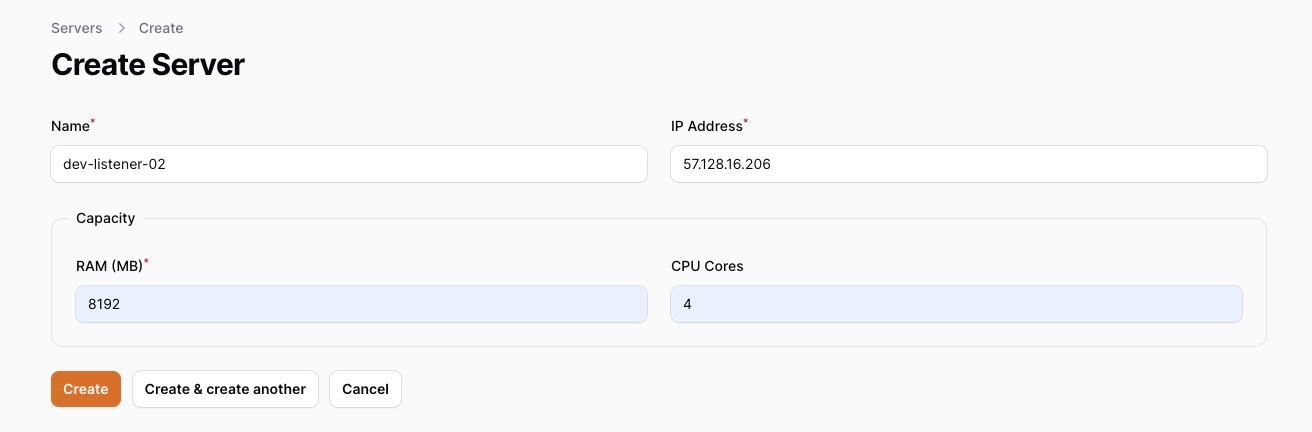 Servers > Create
Create Server
Name* IP Address*
dev-listener-02 57.128.16.206
Capacity
RAM (MB)* CPU Cores
8192 4
Create Create & create another Cancel